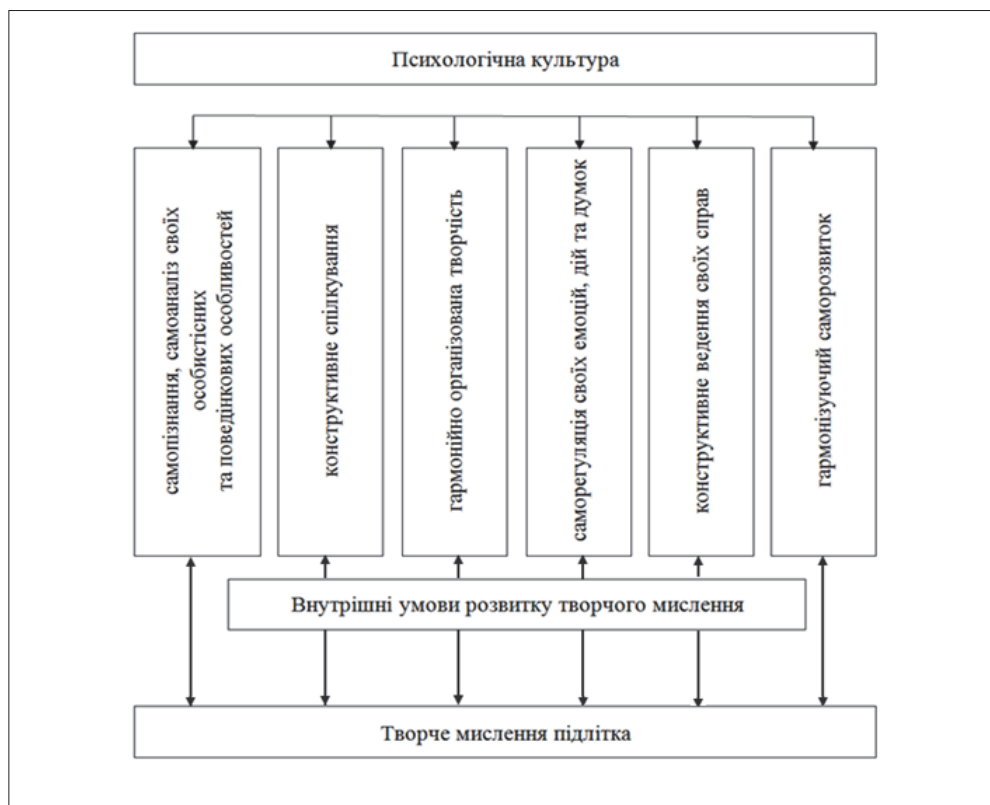 Психологічна культура
самопізнання, самоаналіз своїх
особистісних
та поведінкових особливостей
конструктивне спілкування
гармонійно організована творчість
саморегуляція своїх емоцій, дій та думок
конструктивне ведення своїх справ
гармонізуючий саморозвиток
Внутрішні умови розвитку творчого мислення
Творче мислення підлітка